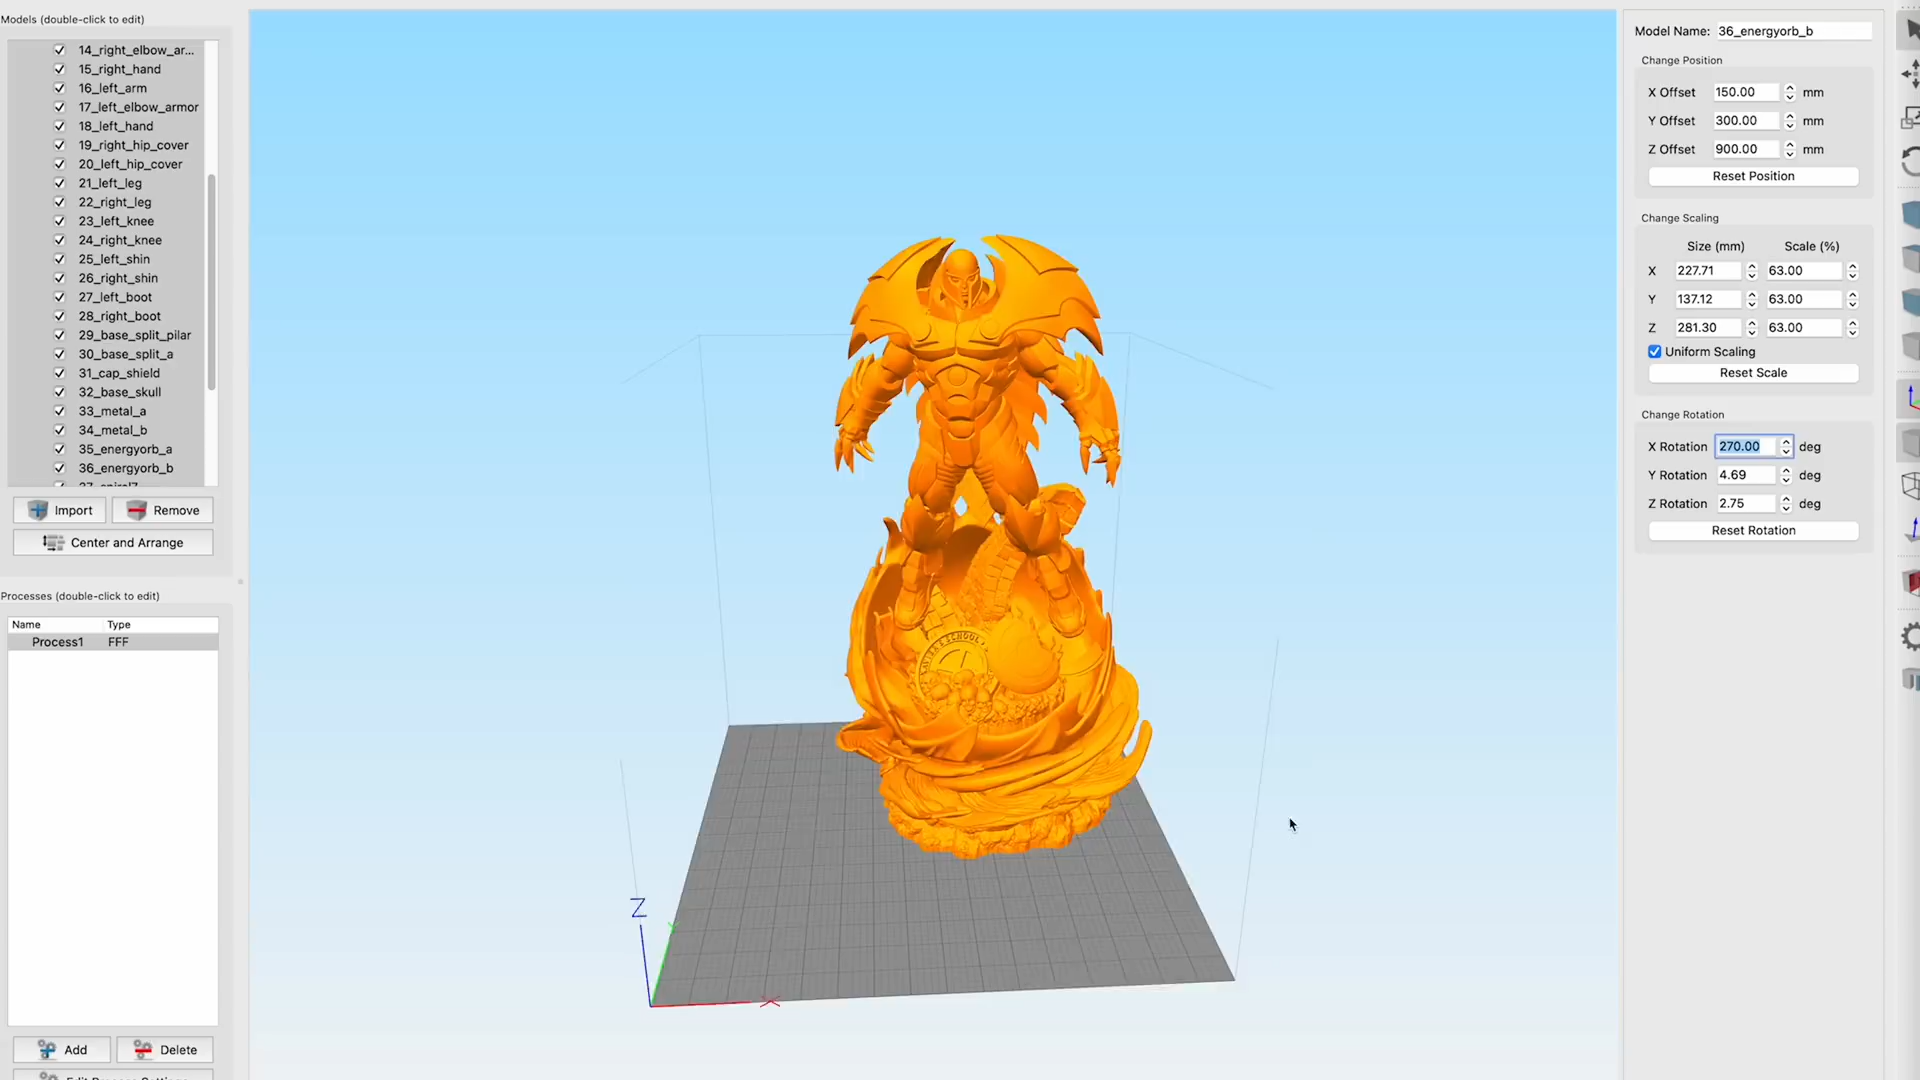 Models (double-click to edit)
14_right_elbow_ar...
15_right_hand
16_left_arm
17_left_elbow_armor
18_left_hand
19_right_hip_cover
20_left_hip_cover
21_left_leg
22_right_leg
23_left_knee
24_right_knee
25_left_shin
26_right_shin
27_left_boot
28_right_boot
29_base_split_pilar
30_base_split_a
31_cap_shield
32_base_skull
33_metal_a
34_metal_b
35_energyorb_a
36_energyorb_b
Import Remove
Center and Arrange
Processes (double-click to edit)
Name Type
Process1 FFF
Add Delete
SCHOOL
Z
Model Name: 36_energyorb_b
Change Position
X Offset 150.00 mm
Y Offset 300.00 mm
Z Offset 900.00 mm
Reset Position
Change Scaling
Size (mm) Scale (%)
X 227.71 63.00
Y 137.12 63.00
Z 281.30 63.00
Uniform Scaling
Reset Scale
Change Rotation
X Rotation 270.00 deg
Y Rotation 4.69 deg
Z Rotation 2.75 deg
Reset Rotation